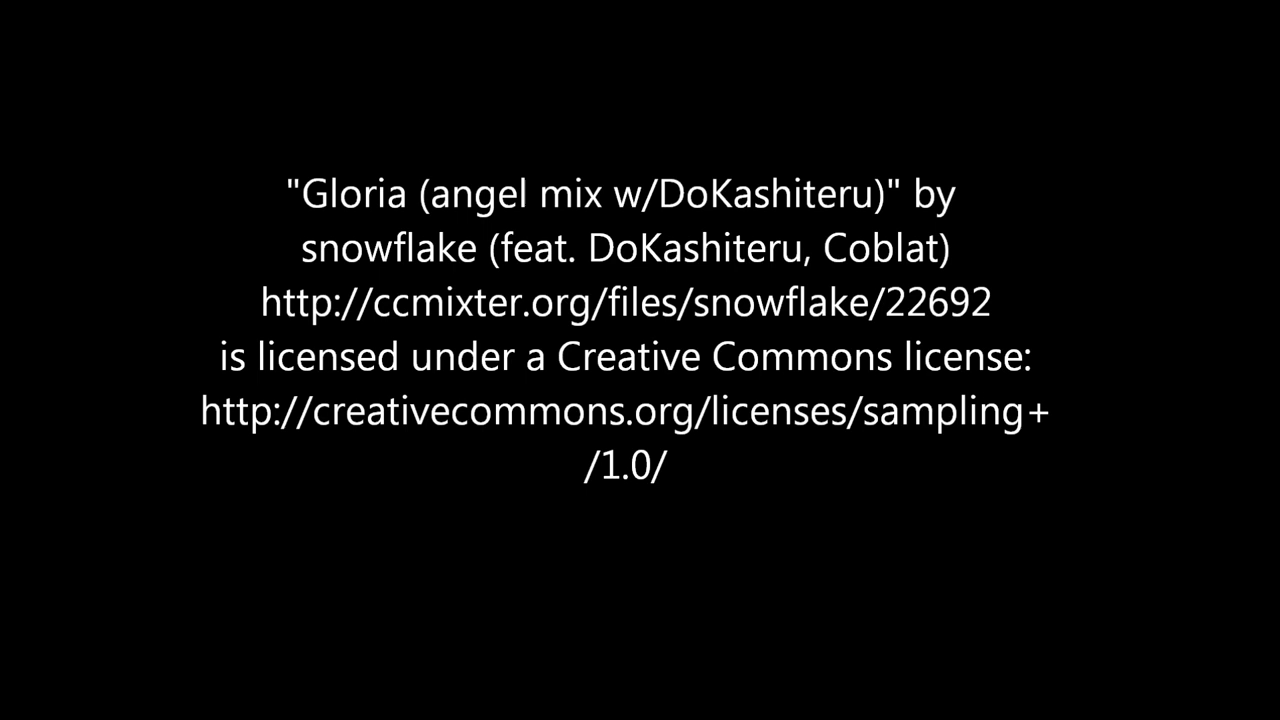 "Gloria (angel mix w/DoKashiteru)" by
snowflake (feat. DoKashiteru, Coblat)
http://ccmixter.org/files/snowflake/22692
is licensed under a Creative Commons license:
http://creativecommons.org/licenses/sampling+
/1.0/